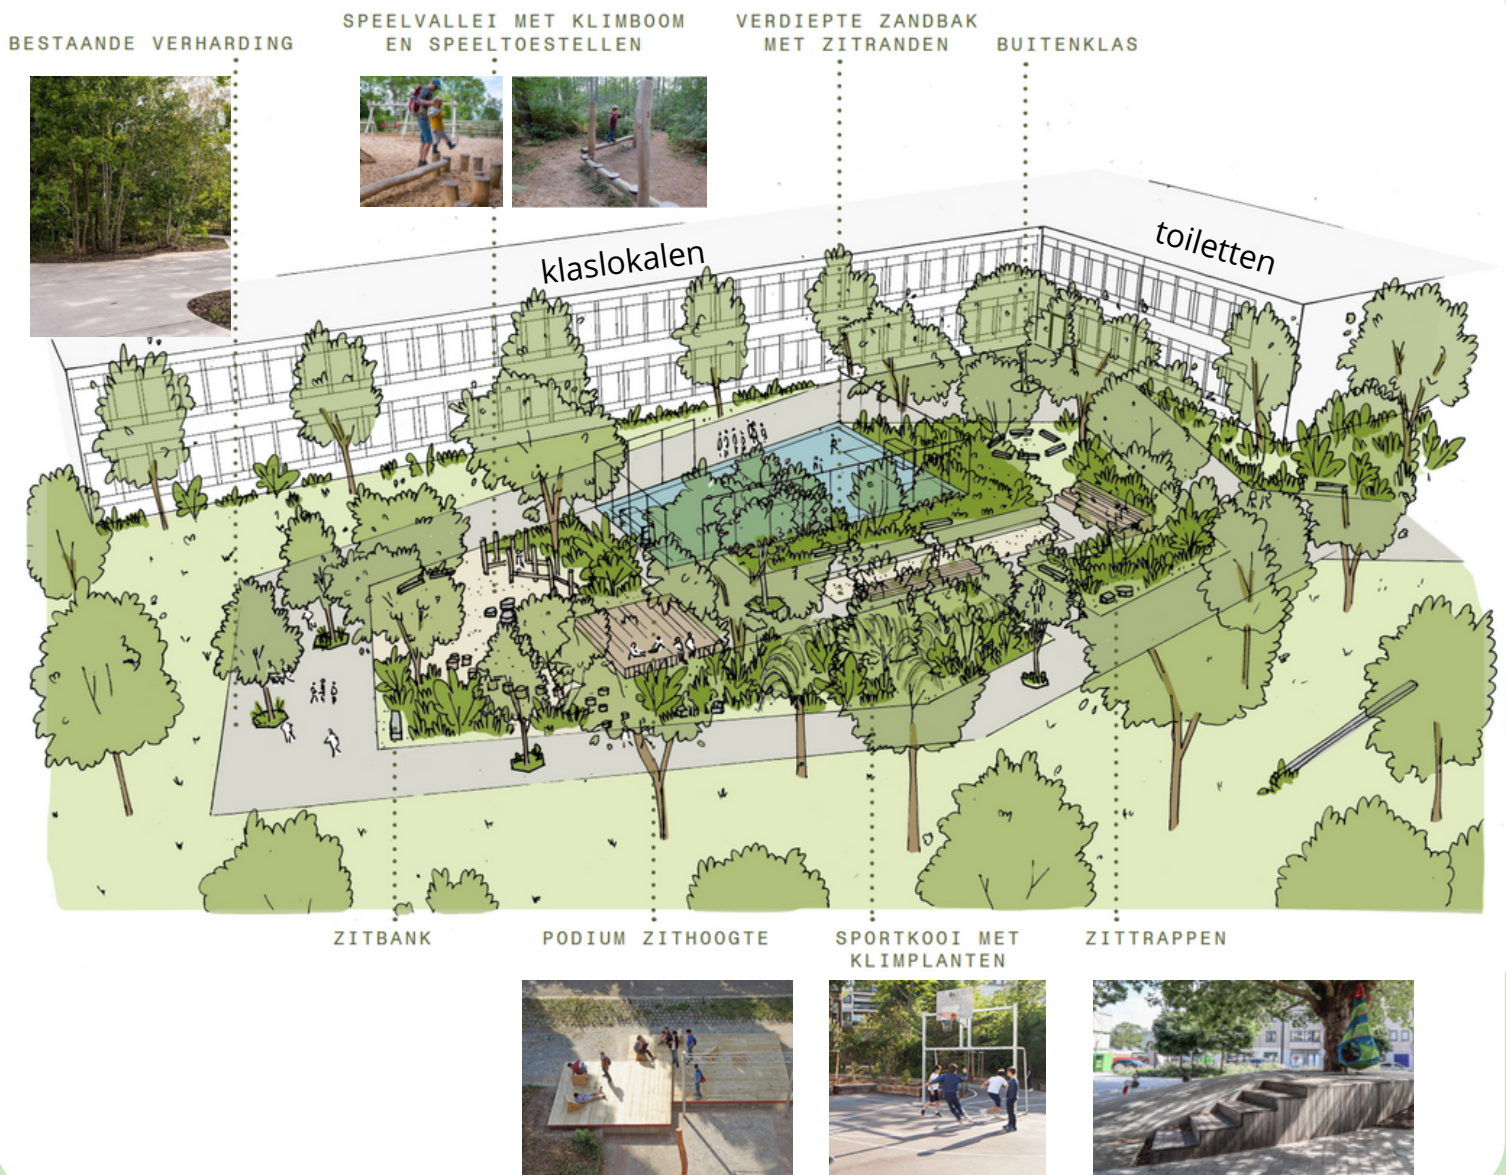 BESTAANDE VERHARDING
SPEELVALLEI MET KLIMBOOM
EN SPEELTOESTELLEN
VERDIEPTE ZANDBAK
MET ZITRANDEN
BUITENKLAS
klaslokalen
toiletten
ZITBANK
PODIUM ZITHOOGTE
SPORTKOOI MET
KLIMPLANTEN
ZITTRAPPEN